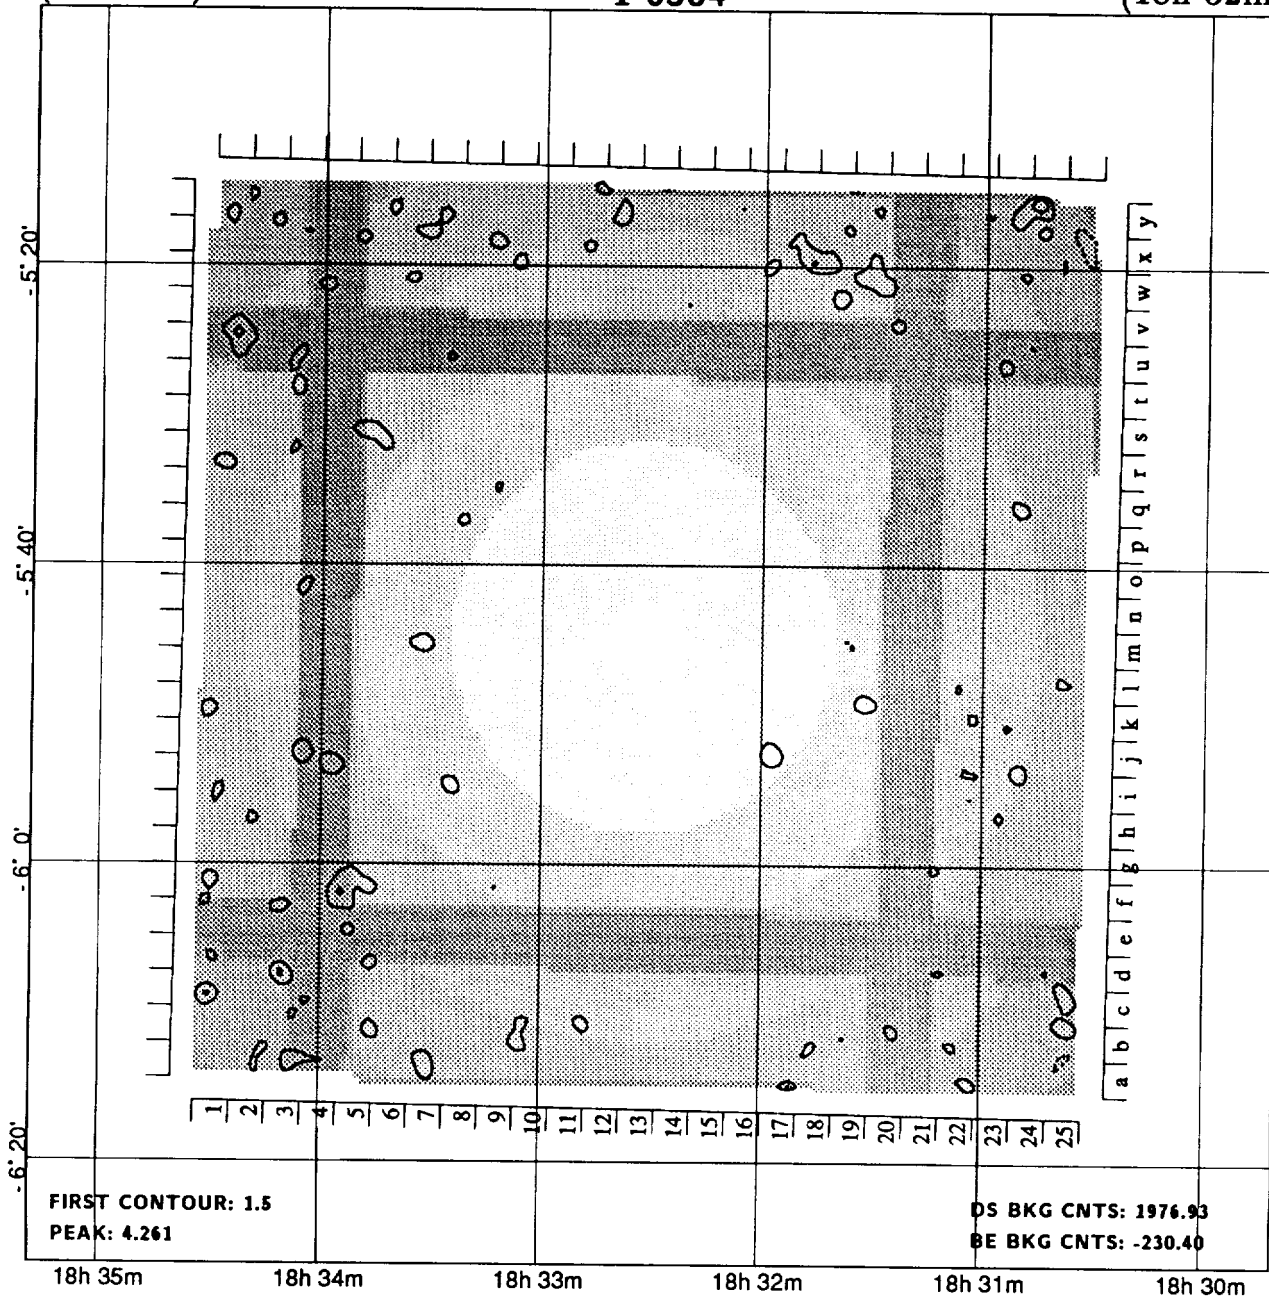 -5° 20'
-5° 40'
-6° 0'
-6° 20'
y
x
w
v
u
t
s
r
q
p
o
n
m
l
k
j
i
h
g
f
e
d
c
b
a
1 2 3 4 5 6 7 8 9 10 11 12 13 14 15 16 17 18 19 20 21 22 23 24 25
FIRST CONTOUR: 1.5
PEAK: 4.261
DS BKG CNTS: 1976.93
BE BKG CNTS: -230.40
18h 35m 18h 34m 18h 33m 18h 32m 18h 31m 18h 30m